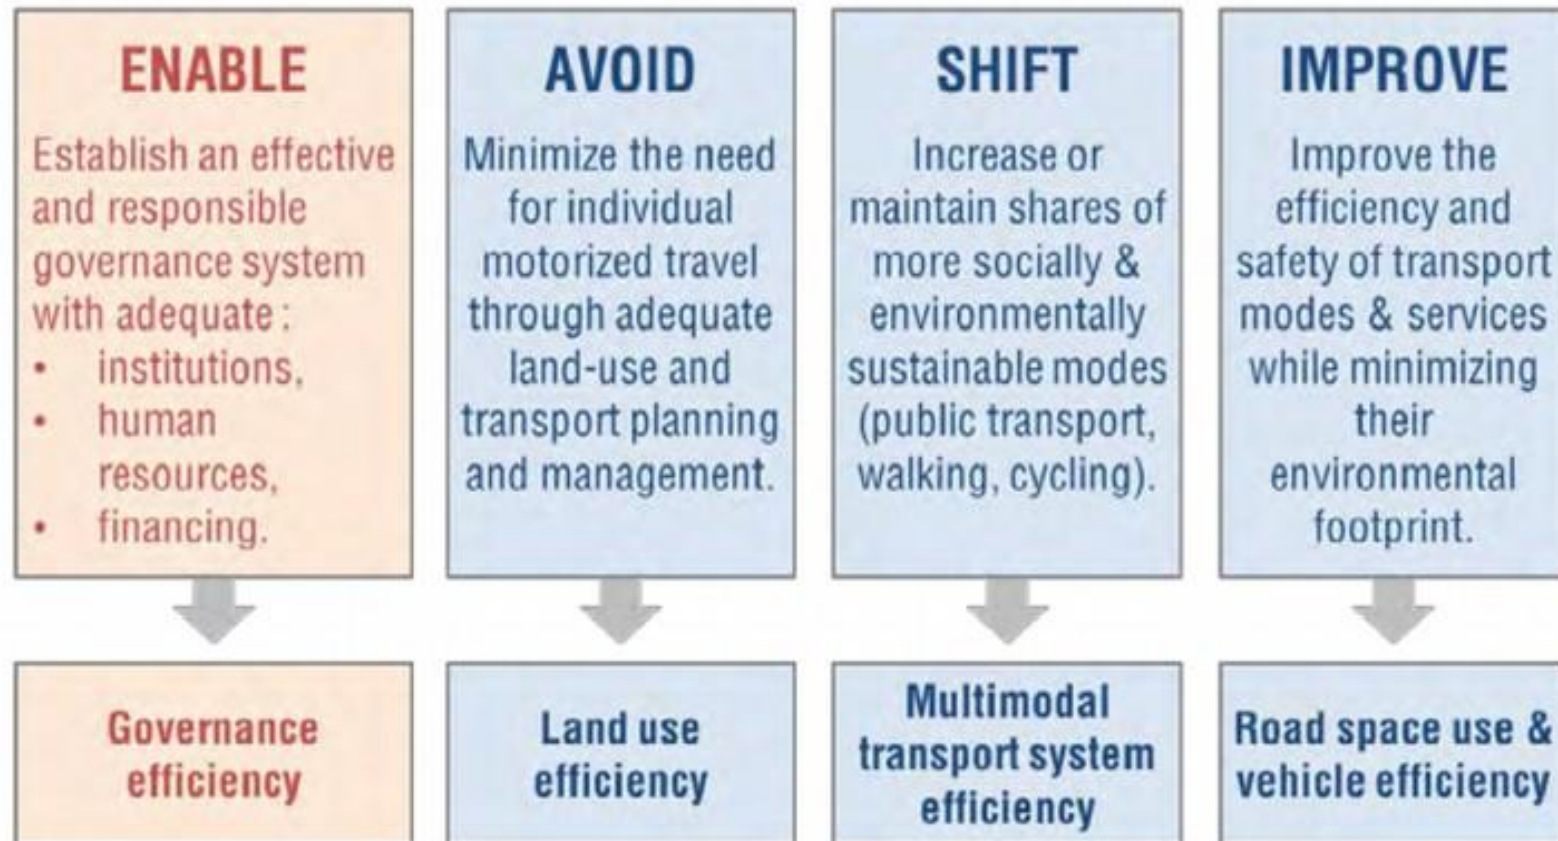 ENABLE
Establish an effective
and responsible
governance system
with adequate :
• institutions,
• human
resources,
• financing.
AVOID
Minimize the need
for individual
motorized travel
through adequate
land-use and
transport planning
and management.
SHIFT
Increase or
maintain shares of
more socially &
environmentally
sustainable modes
(public transport,
walking, cycling).
IMPROVE
Improve the
efficiency and
safety of transport
modes & services
while minimizing
their
environmental
footprint.
Governance
efficiency
Land use
efficiency
Multimodal
transport system
efficiency
Road space use &
vehicle efficiency